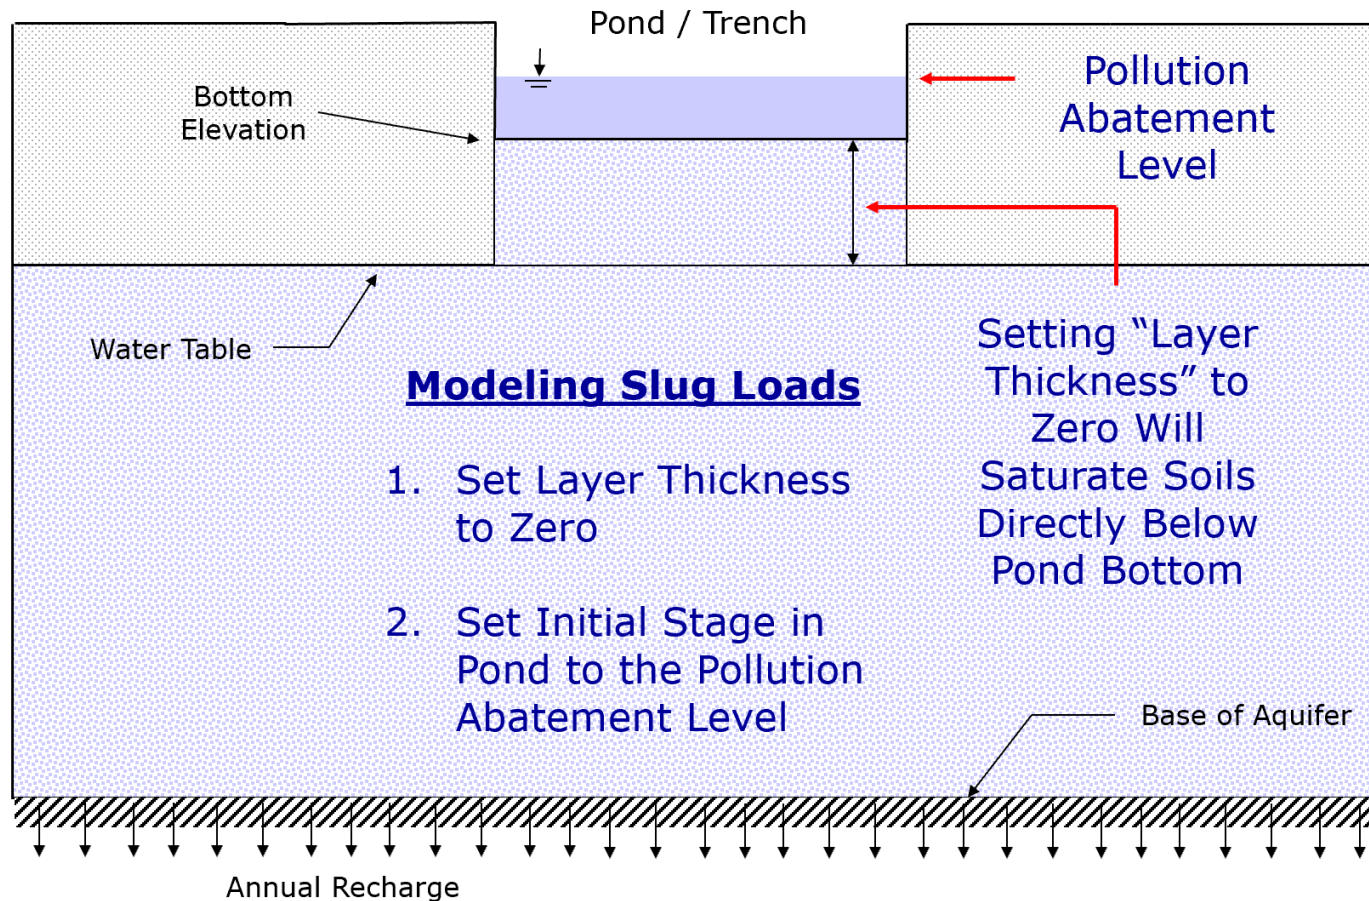 Pond / Trench
Bottom
Elevation
Pollution
Abatement
Level
Water Table
Modeling Slug Loads
1. Set Layer Thickness
to Zero
2. Set Initial Stage in
Pond to the Pollution
Abatement Level
Setting “Layer
Thickness” to
Zero Will
Saturate Soils
Directly Below
Pond Bottom
Base of Aquifer
Annual Recharge